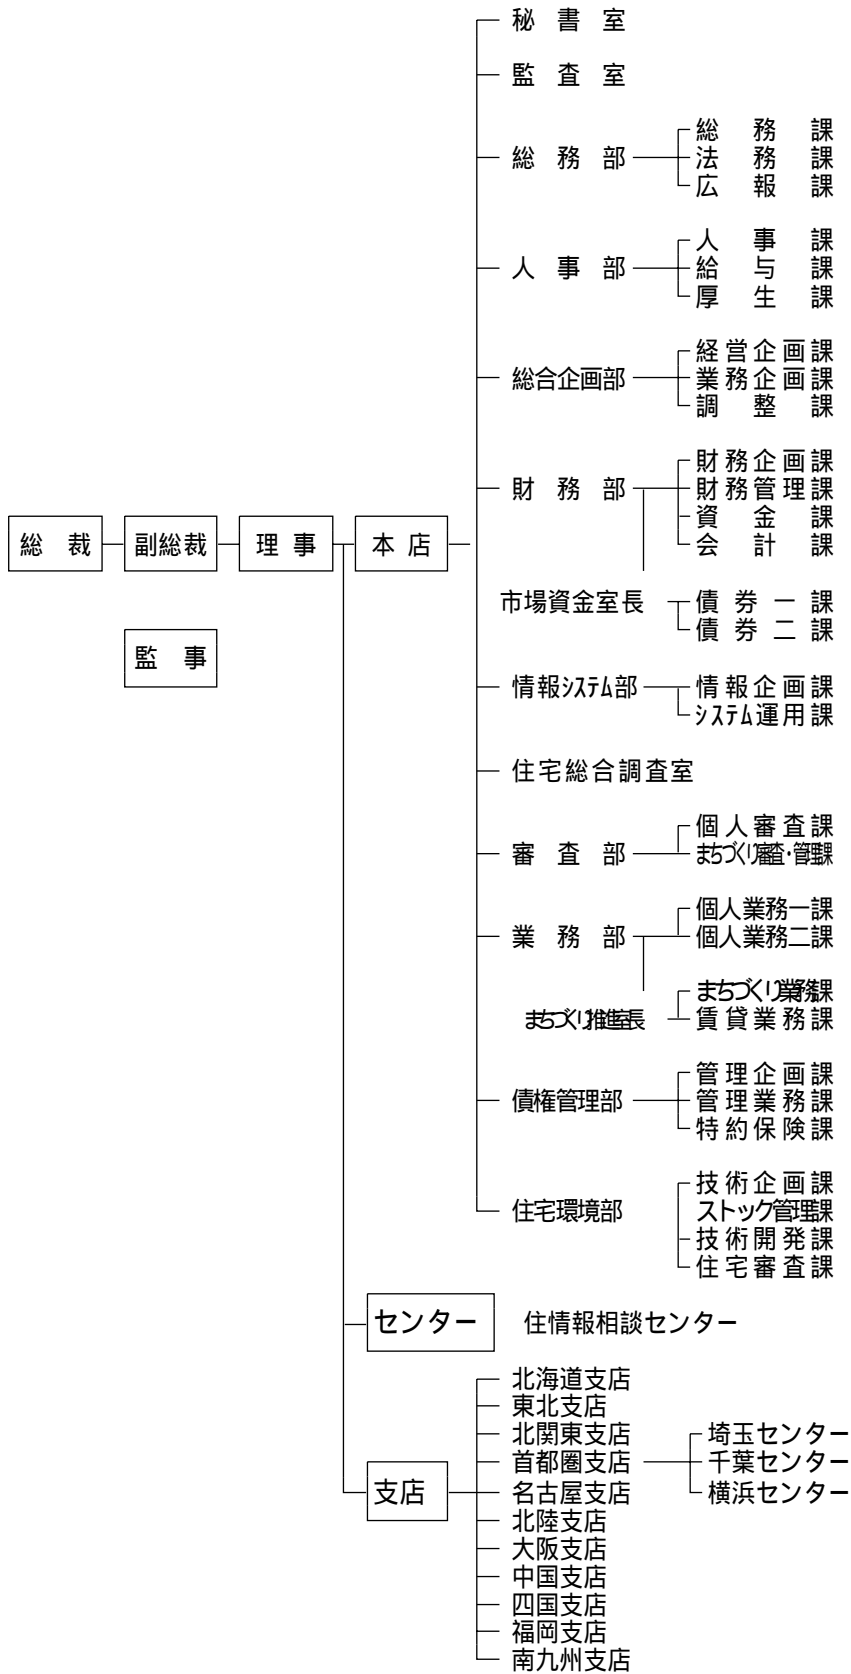 秘書室
監査室
総務部
総務課
法務課
広報課
人事部
人事課
給与課
厚生課
総合企画部
経営企画課
業務企画課
調整課
財務部
財務企画課
財務管理課
資金課
会計課
総裁
副総裁
理事
本店
監事
市場資金室長
債券一課
債券二課
情報システム部
情報企画課
システム運用課
住宅総合調査室
審査部
個人審査課
まちづくり審査・管理課
業務部
個人業務一課
個人業務二課
まちづくり推進室長
まちづくり業務課
賃貸業務課
債権管理部
管理企画課
管理業務課
特約保険課
住宅環境部
技術企画課
ストック管理課
技術開発課
住宅審査課
センター
住情報相談センター
支店
北海道支店
東北支店
北関東支店
首都圏支店
名古屋支店
北陸支店
大阪支店
中国支店
四国支店
福岡支店
南九州支店
埼玉センター
千葉センター
横浜センター